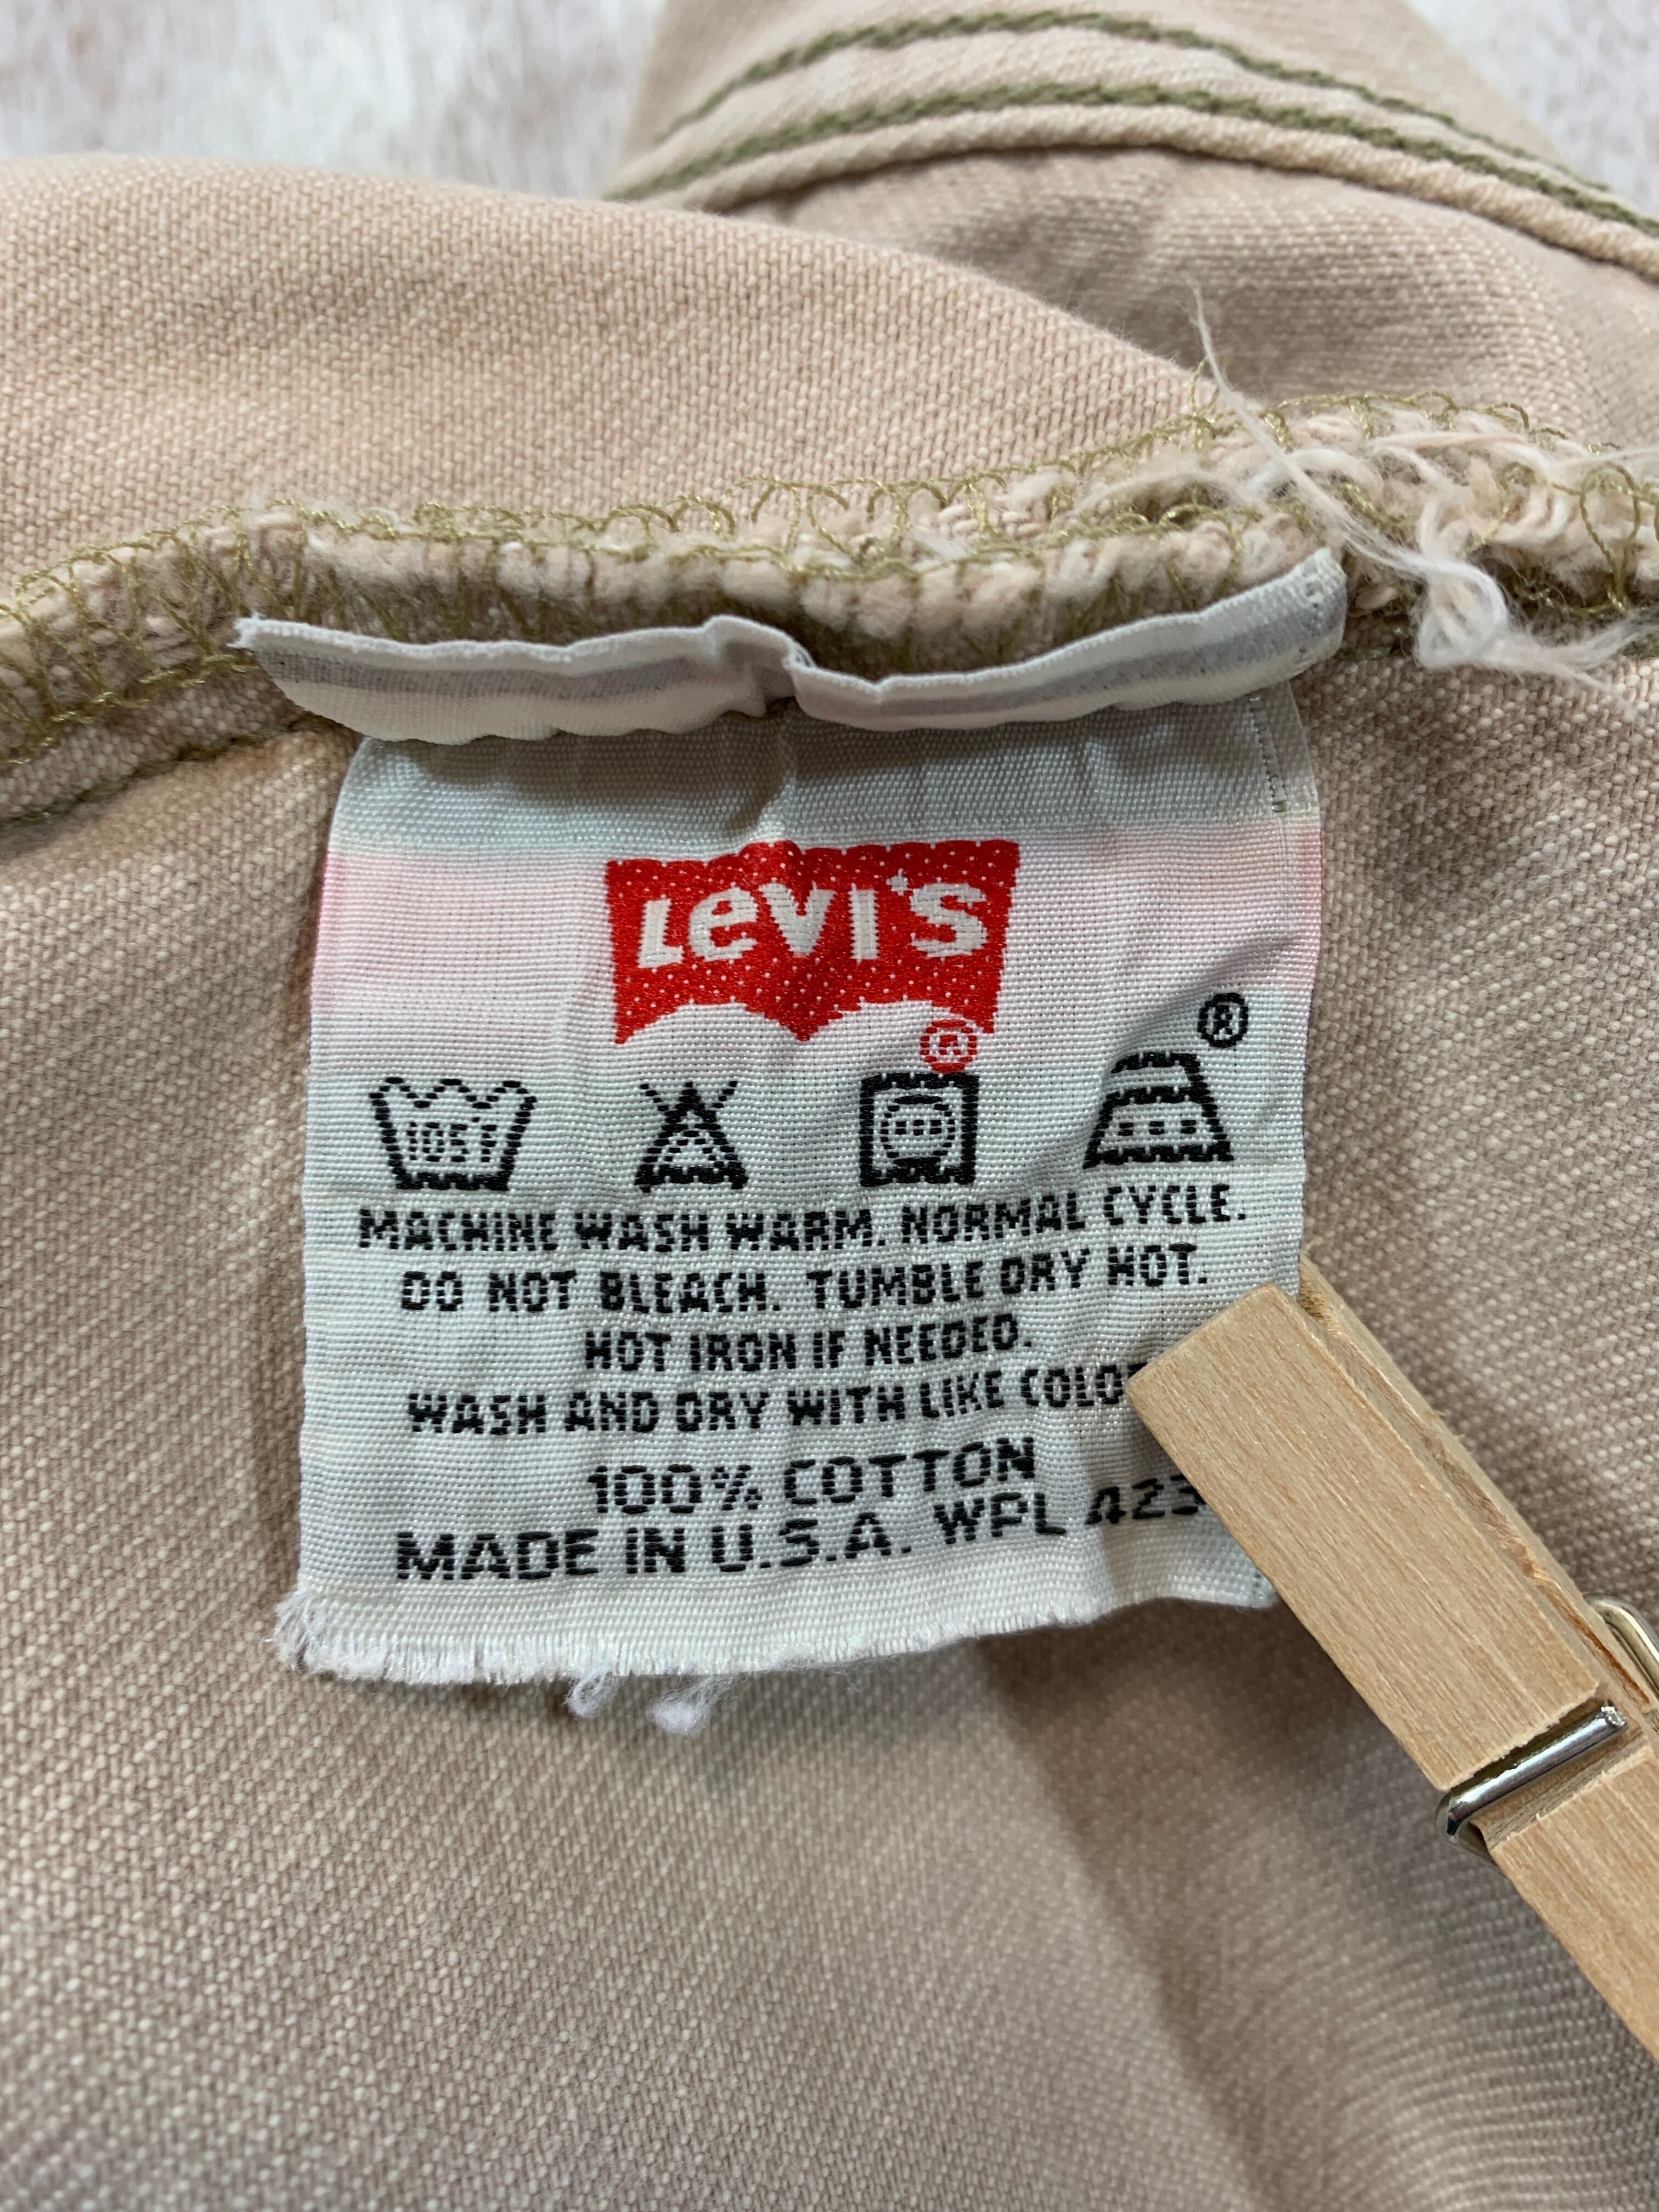 LEVI'S
®
®
105°F
MACHINE WASH WARM. NORMAL CYCLE.
DO NOT BLEACH. TUMBLE DRY HOT.
HOT IRON IF NEEDED.
WASH AND DRY WITH LIKE
100% COTTON
MADE IN U.S.A. WPL 423